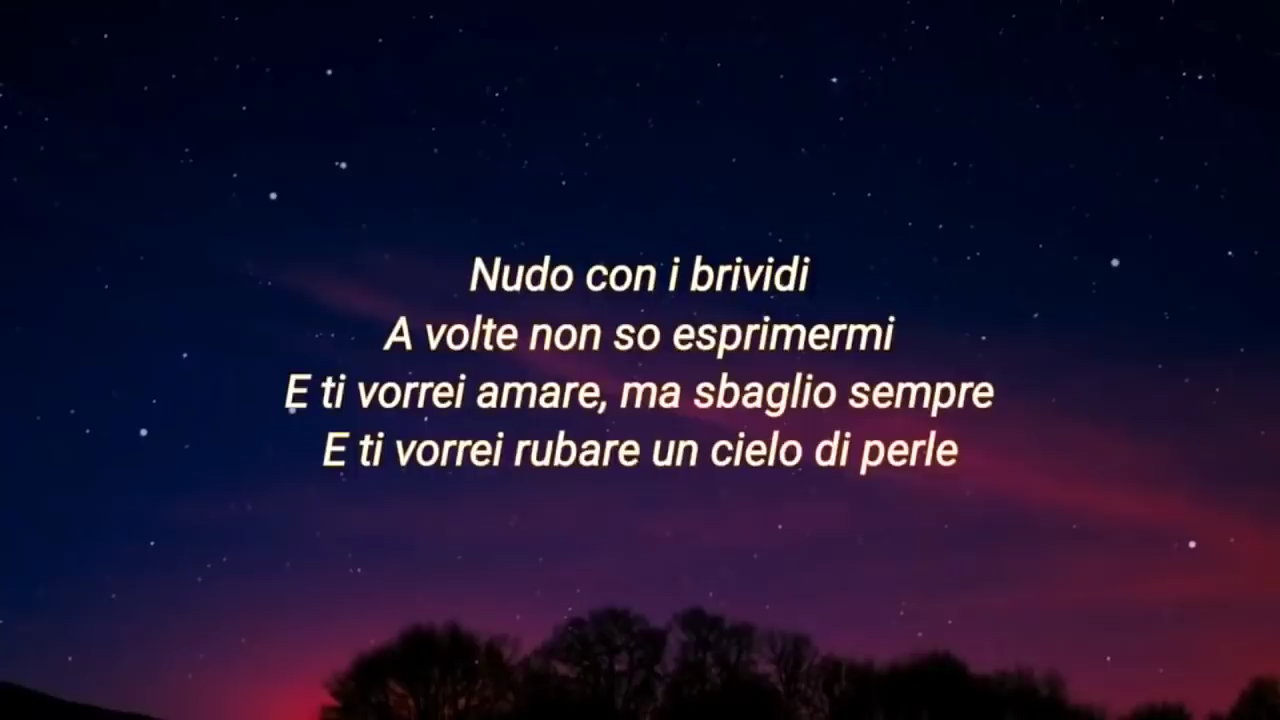 Nudo con i brividi
A volte non so esprimermi
E ti vorrei amare, ma sbaglio sempre
E ti vorrei rubare un cielo di perle